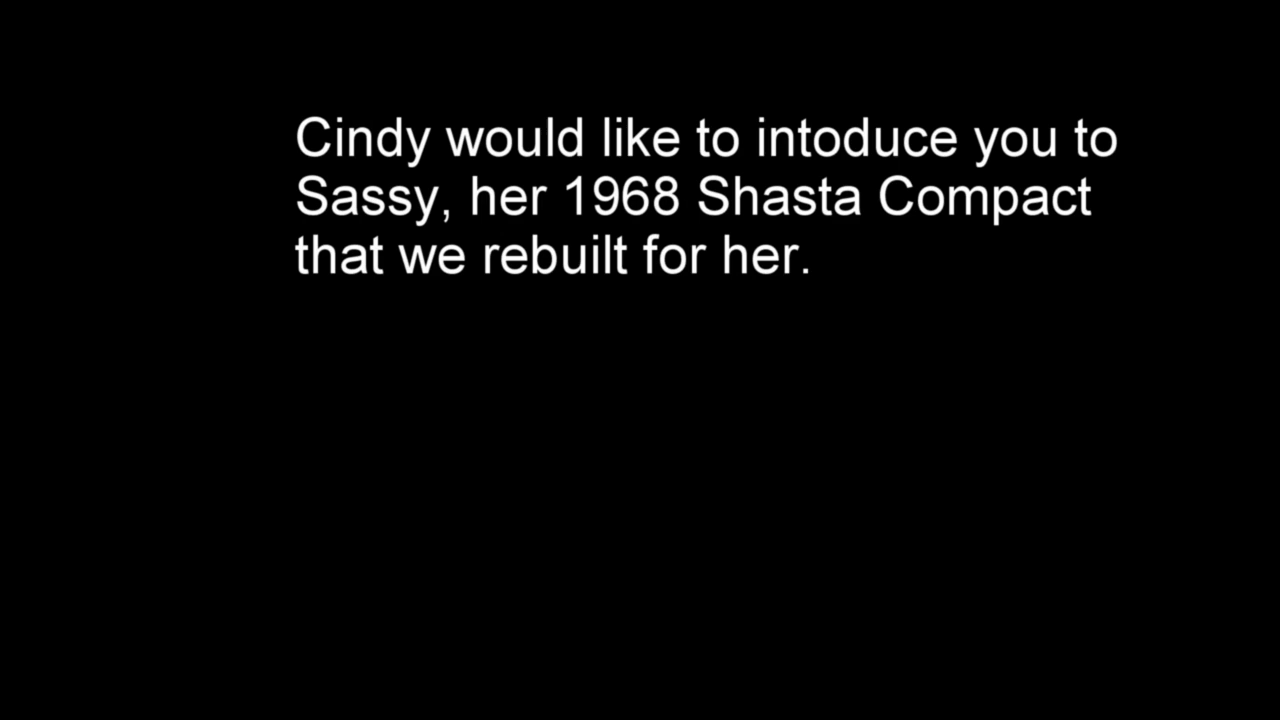 Cindy would like to intoduce you to
Sassy, her 1968 Shasta Compact
that we rebuilt for her.